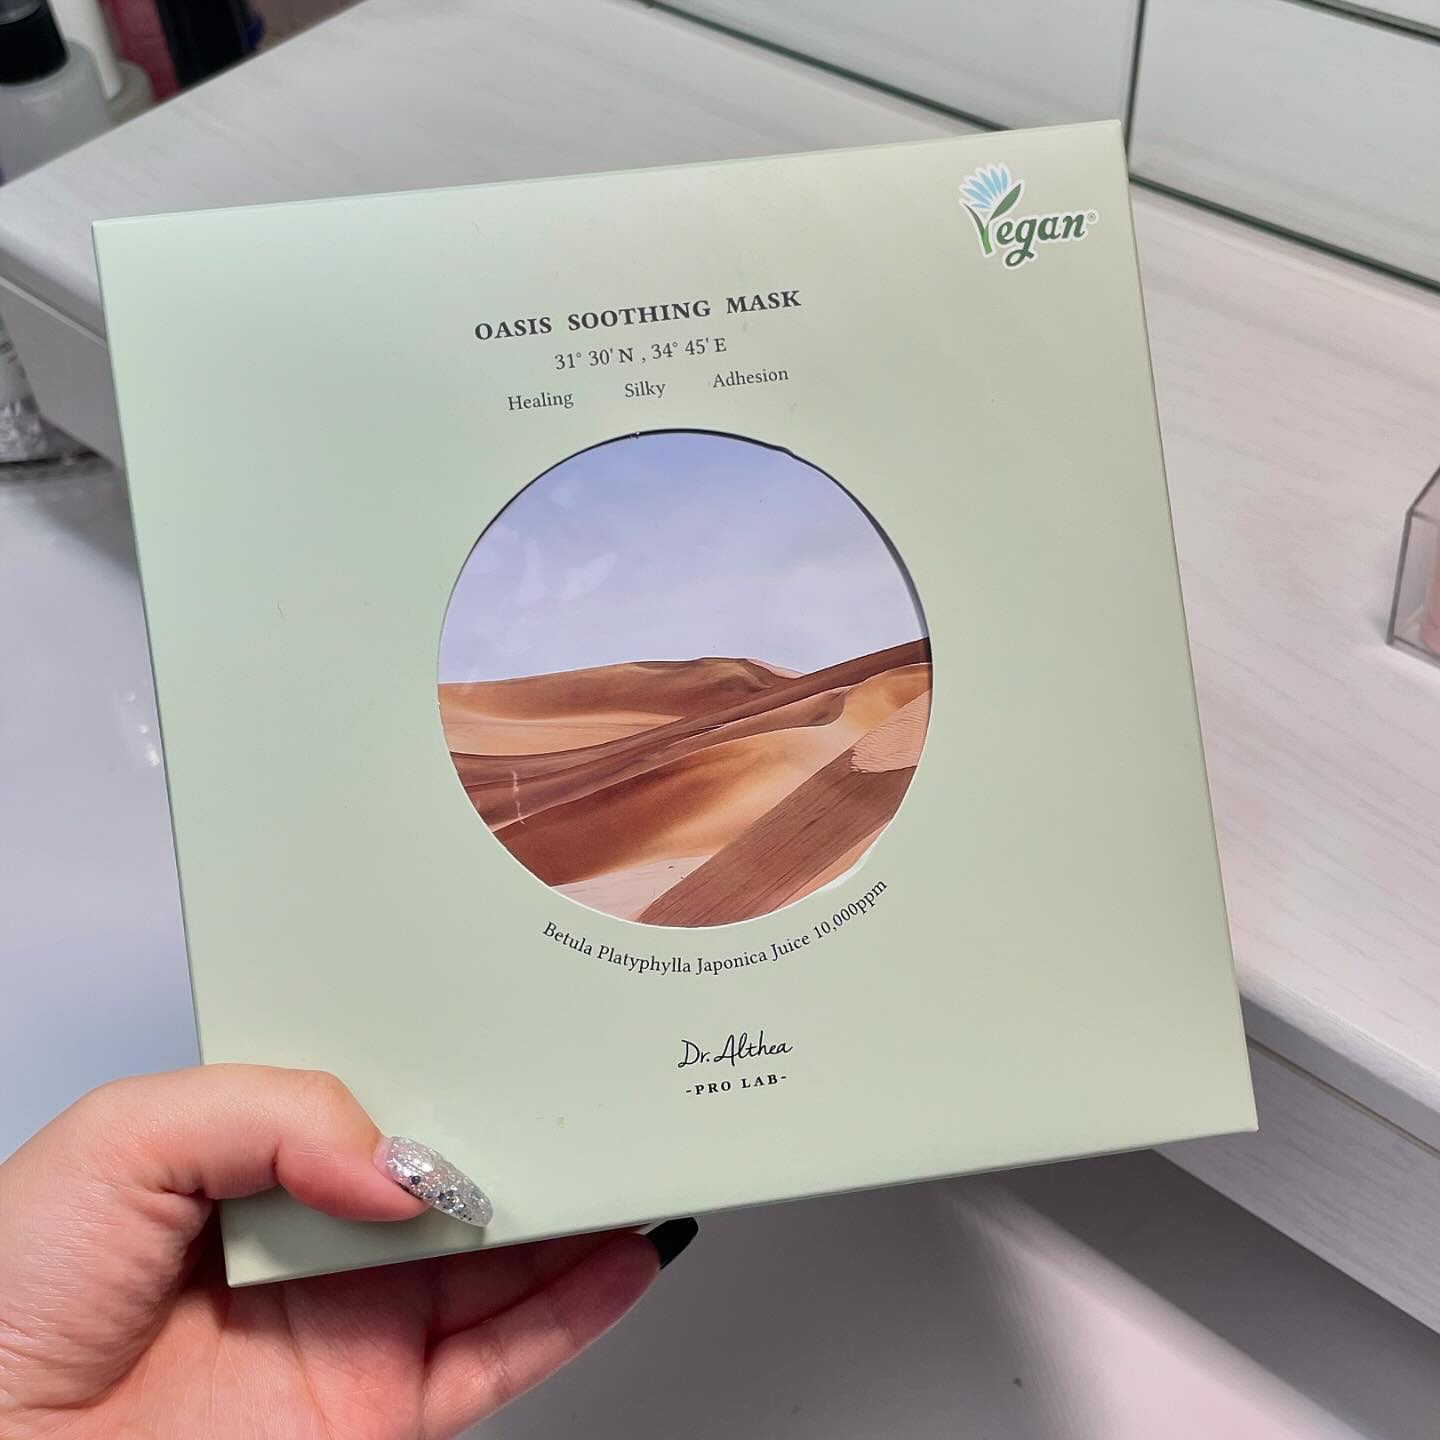 Vegan®
OASIS SOOTHING MASK
31° 30' N , 34° 45' E
Healing Silky Adhesion
Betula Platyphylla Japonica Juice 10,000ppm
Dr.Althea
-PRO LAB-